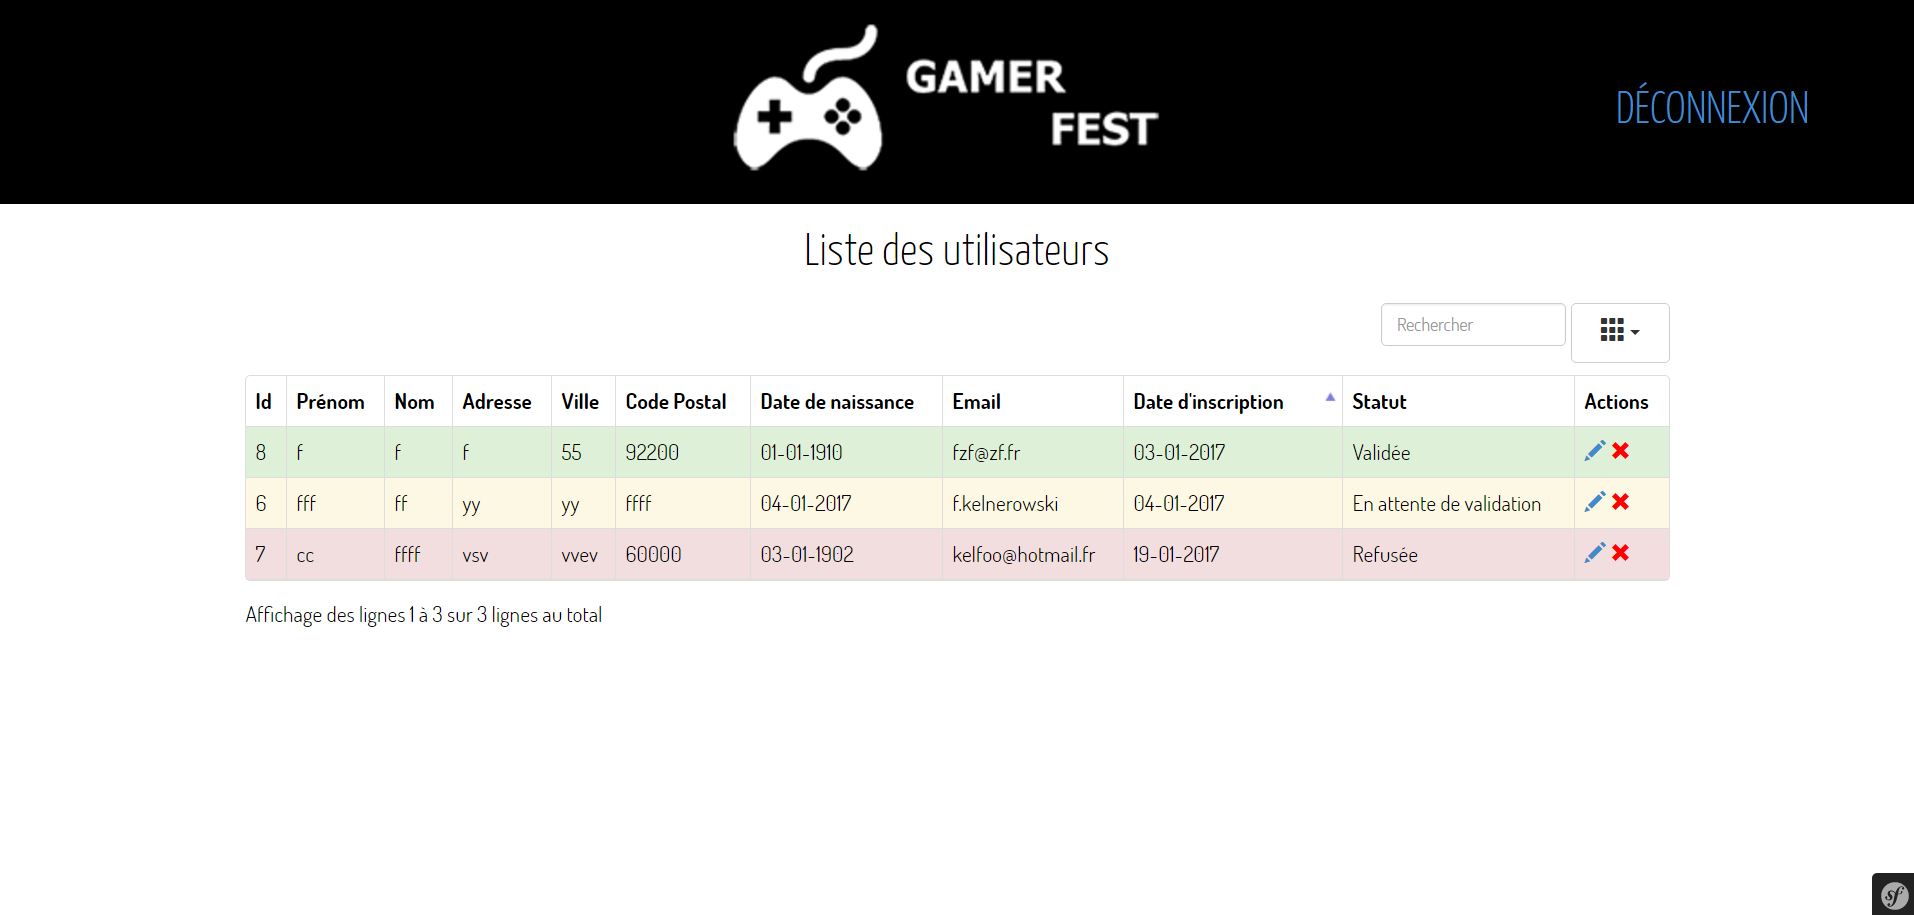 GAMER
FEST
DÉCONNEXION
Liste des utilisateurs
Rechercher
Id Prénom Nom Adresse Ville Code Postal Date de naissance Email Date d'inscription Statut Actions
8 f f f 55 92200 01-01-1910 fzf@zf.fr 03-01-2017 Validée
6 fff ff yy yy ffff 04-01-2017 f.kelnerowski 04-01-2017 En attente de validation
7 cc ffff vsv vvev 60000 03-01-1902 kelfoo@hotmail.fr 19-01-2017 Refusée
Affichage des lignes 1 à 3 sur 3 lignes au total
sf